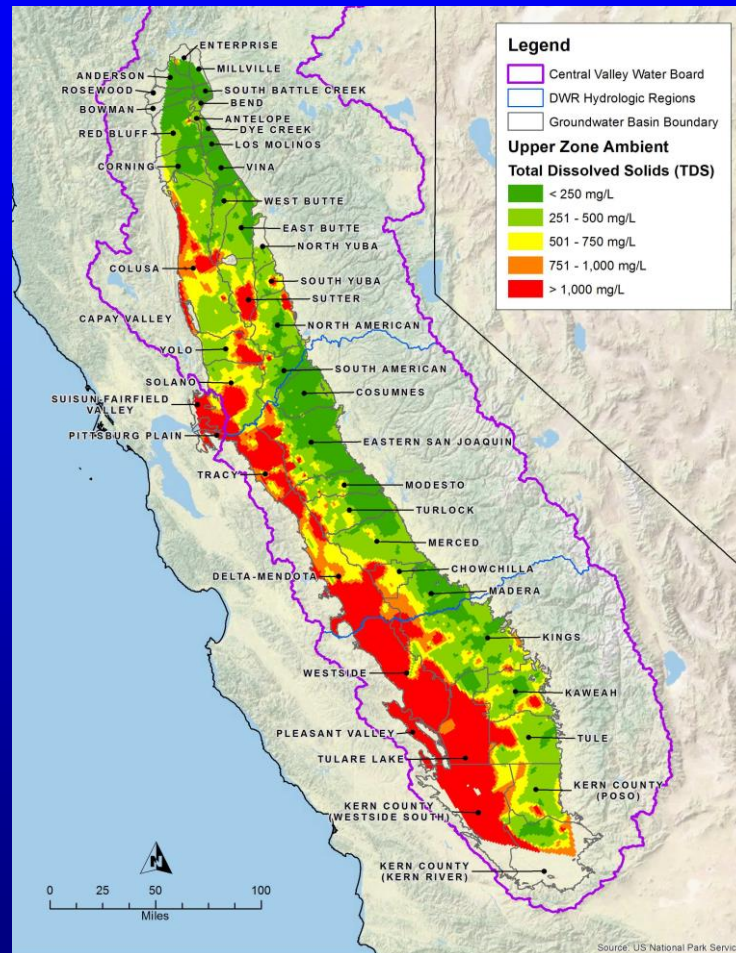 ENTERPRISE
ANDERSON
MILLVILLE
ROSEWOOD
SOUTH BATTLE CREEK
BOWMAN
BEND
ANTELOPE
RED BLUFF
DYE CREEK
LOS MOLINOS
CORNING
VINA
WEST BUTTE
EAST BUTTE
NORTH YUBA
COLUSA
SOUTH YUBA
SUTTER
CAPAY VALLEY
NORTH AMERICAN
YOLO
SOUTH AMERICAN
SOLANO
COSUMNES
SUISUN-FAIRFIELD
VALLEY
PITTSBURG PLAIN
EASTERN SAN JOAQUIN
TRACY
MODESTO
TURLOCK
MERCED
DELTA-MENDOTA
CHOWCHILLA
MADERA
KINGS
WESTSIDE
KAWEAH
PLEASANT VALLEY
TULE
TULARE LAKE
KERN COUNTY
(POSO)
KERN COUNTY
(WESTSIDE SOUTH)
KERN COUNTY
(KERN RIVER)
Legend
Central Valley Water Board
DWR Hydrologic Regions
Groundwater Basin Boundary
Upper Zone Ambient
Total Dissolved Solids (TDS)
< 250 mg/L
251 - 500 mg/L
501 - 750 mg/L
751 - 1,000 mg/L
> 1,000 mg/L
N
0 25 50 100
Miles
Source: US National Park Servic